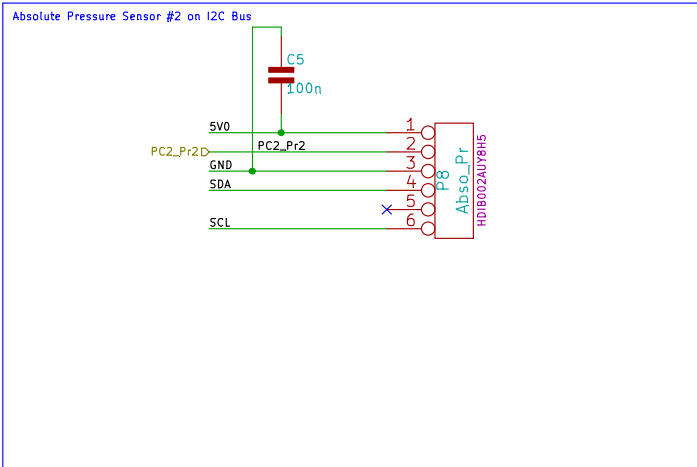 Absolute Pressure Sensor #2 on I2C Bus
C5
100n
5V0
PC2_Pr2
PC2_Pr2
GND
SDA
SCL
1
2
3
4
5
6
P8
Abso_Pr
HDIB002AUY8H5